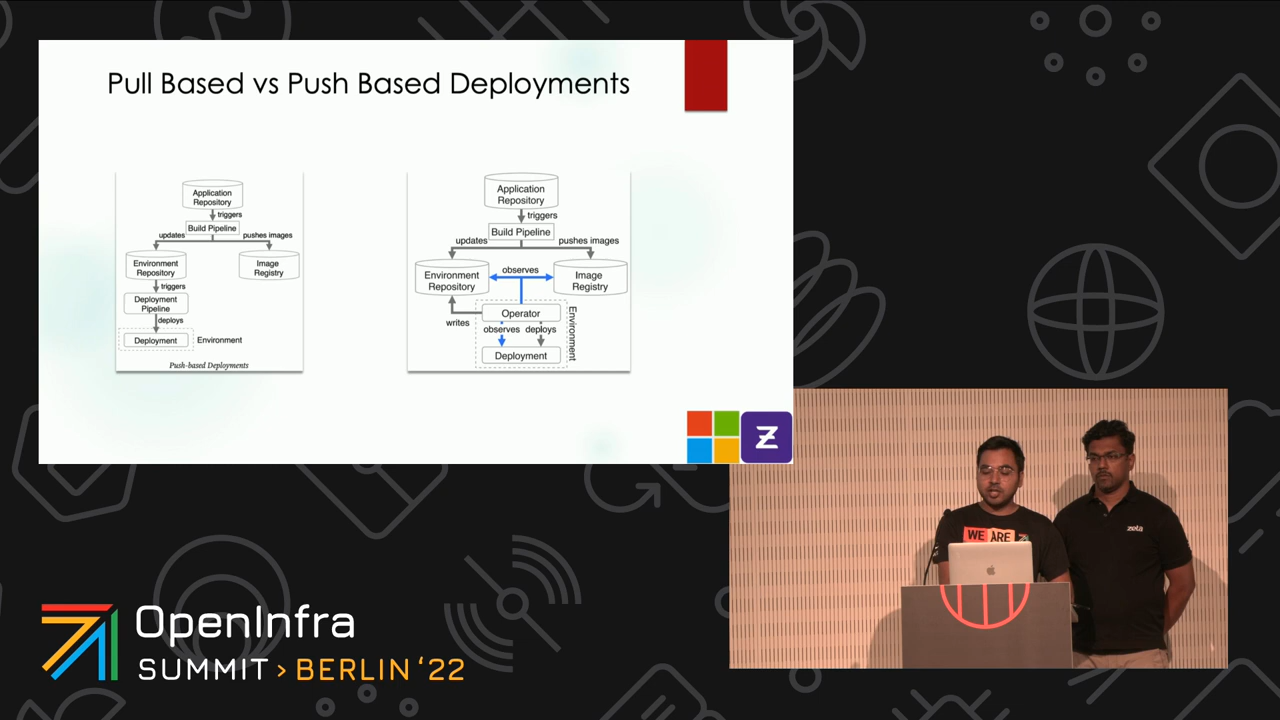 Pull Based vs Push Based Deployments
Application
Repository
triggers
Build Pipeline
updates
pushes images
Environment
Repository
Image
Registry
triggers
Deployment
Pipeline
deploys
Deployment
Environment
Push-based Deployments
Application
Repository
triggers
Build Pipeline
updates
pushes images
Environment
Repository
observes
Image
Registry
Operator
writes
observes
deploys
Deployment
Environment
Z
WE ARE
zeta
OpenInfra
SUMMIT > BERLIN '22